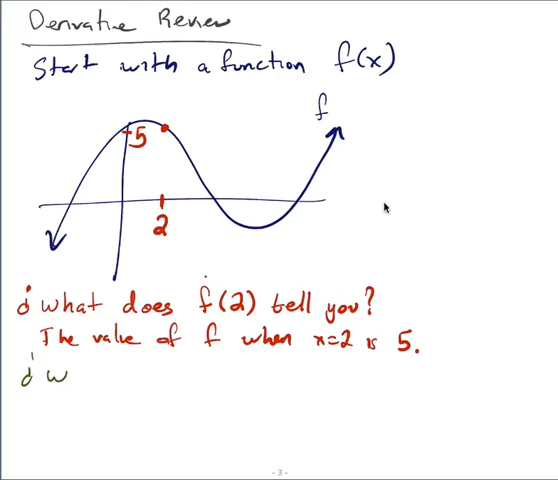 Derivative Review
Start with a function f(x)
f
5
2
¿ What does f(2) tell you?
The value of f when x=2 is 5.
¿ W
- 3 -